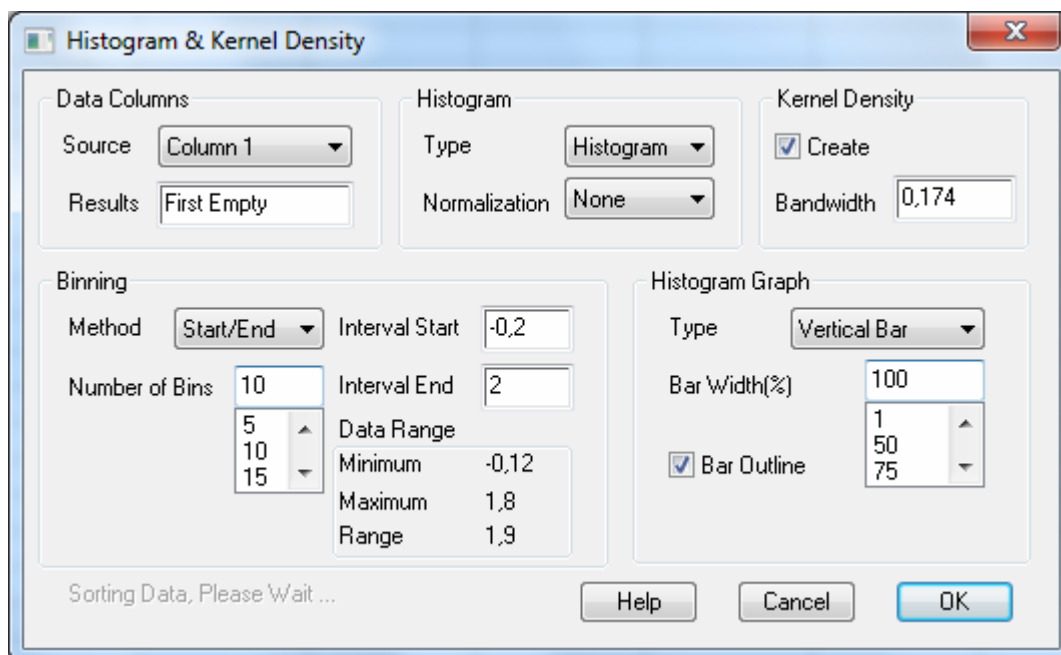 Histogram & Kernel Density
Data Columns
Source Column 1
Results First Empty
Histogram
Type Histogram
Normalization None
Kernel Density
Create
Bandwidth 0,174
Binning
Method Start/End
Number of Bins 10
5
10
15
Interval Start -0,2
Interval End 2
Data Range
Minimum -0,12
Maximum 1,8
Range 1,9
Histogram Graph
Type Vertical Bar
Bar Width(%) 100
1
50
75
Bar Outline
Sorting Data, Please Wait ...
Help Cancel OK